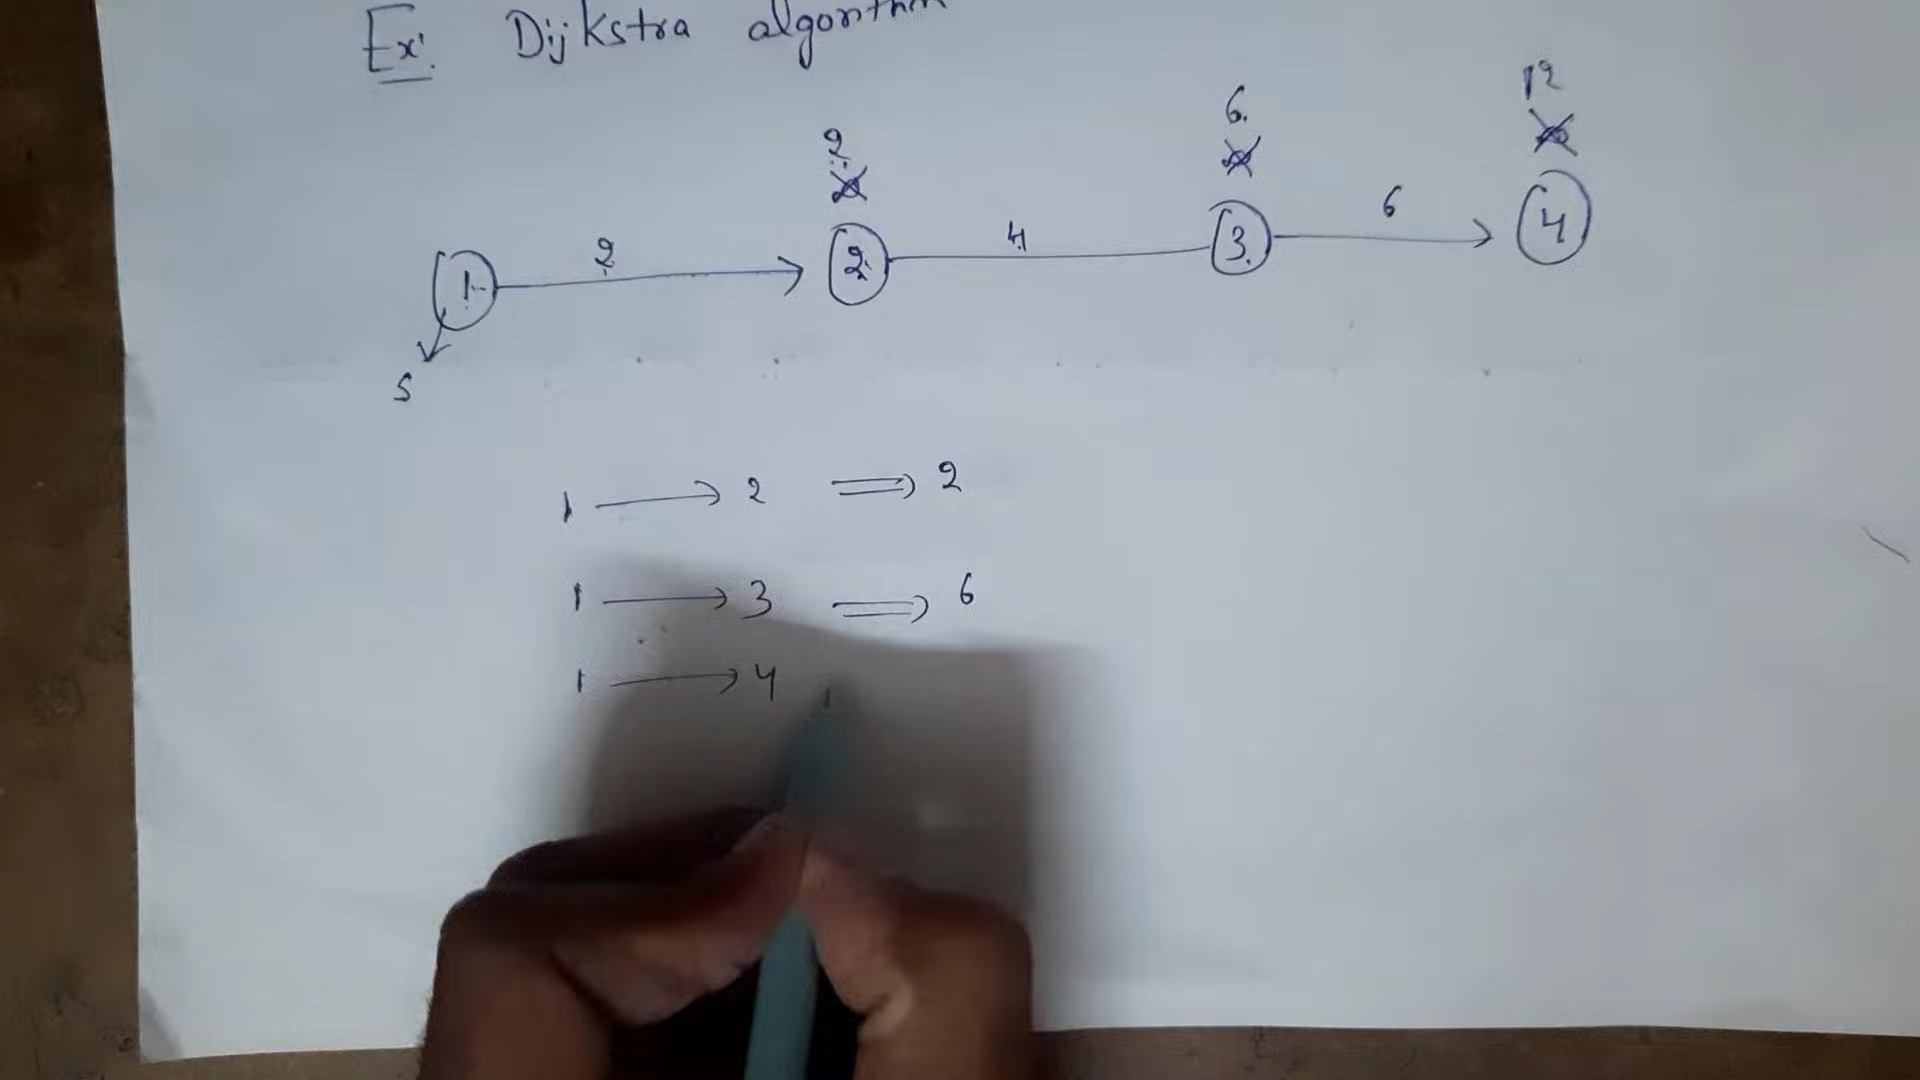 Ex: Dijkstra algorithm
2 6. 12
∞ ∞ ∞
1 2 2 4 3 6 4
S
1 → 2 ⇒ 2
1 → 3 ⇒ 6
1 → 4